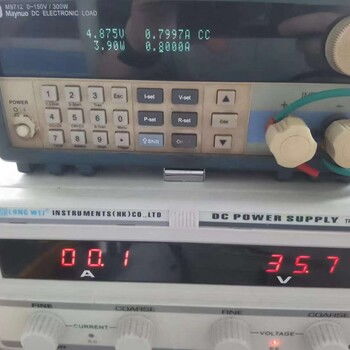 M9712 0-150V/300W
Maynuo DC ELECTRONIC LOAD
4.875V 0.7997A CC
3.90W 0.8000A
POWER
1 2 3 Esc I-set ▲
4 5 6 P-set V-set ▼
7 8 9 R-set
0 . Shift On
LONG WEI INSTRUMENTS(HK)CO.,LTD DC POWER SUPPLY
00.1 35.7
A V
FINE COARSE FINE COARSE
CURRENT VOLTAGE